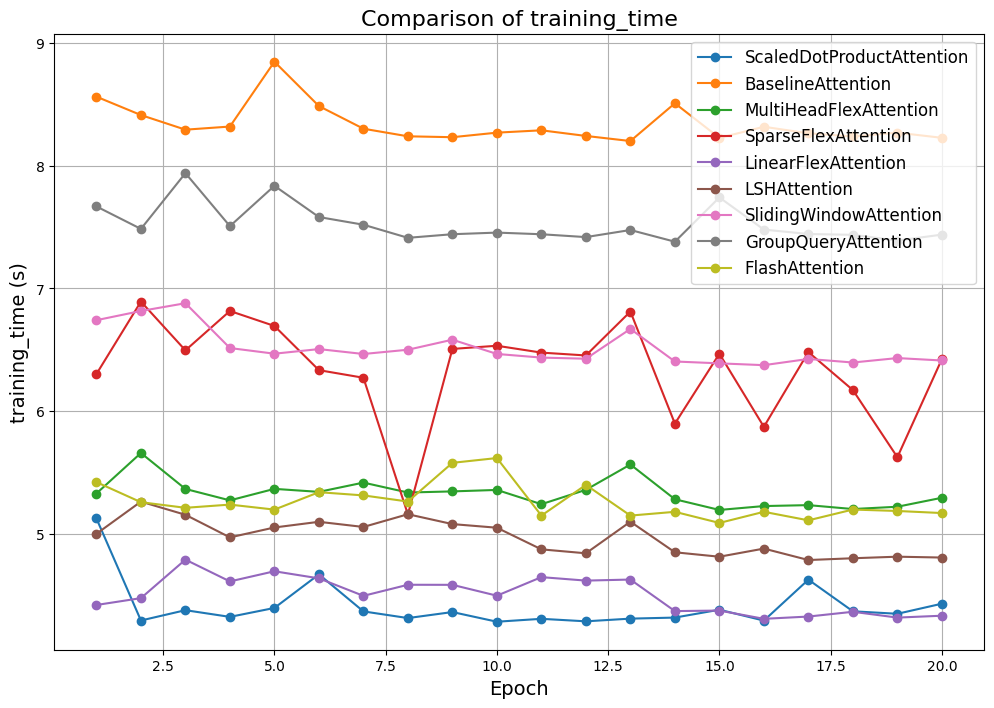 Comparison of training_time
9
8
7
6
5
training_time (s)
ScaledDotProductAttention
BaselineAttention
MultiHeadFlexAttention
SparseFlexAttention
LinearFlexAttention
LSHAttention
SlidingWindowAttention
GroupQueryAttention
FlashAttention
2.5
5.0
7.5
10.0
12.5
15.0
17.5
20.0
Epoch